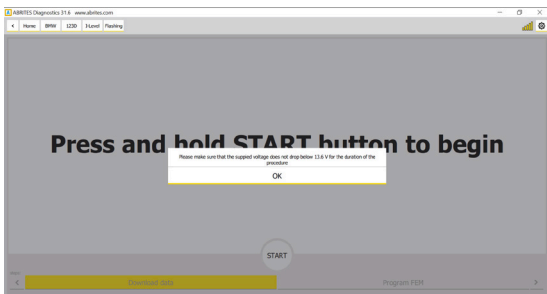 ABRITES Diagnostics 31.6 www.abrites.com
< Home BMW 123D I-Level Flashing
Press and hold START button to begin
Please make sure that the supplied voltage does not drop below 13.6 V for the duration of the
procedure
OK
START
Download data Program FEM >